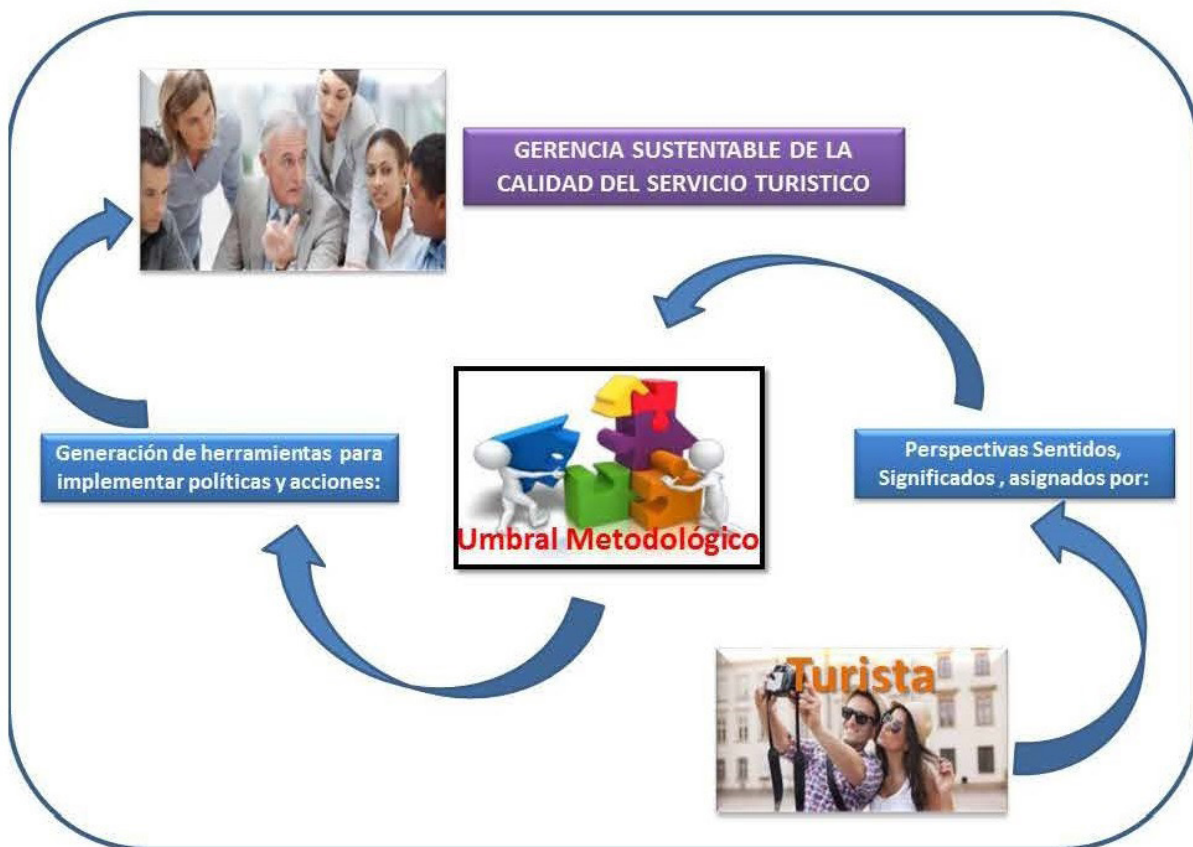 GERENCIA SUSTENTABLE DE LA
CALIDAD DEL SERVICIO TURISTICO
Generación de herramientas para
implementar políticas y acciones:
Perspectivas Sentidos,
Significados , asignados por:
Umbral Metodológico
Turista